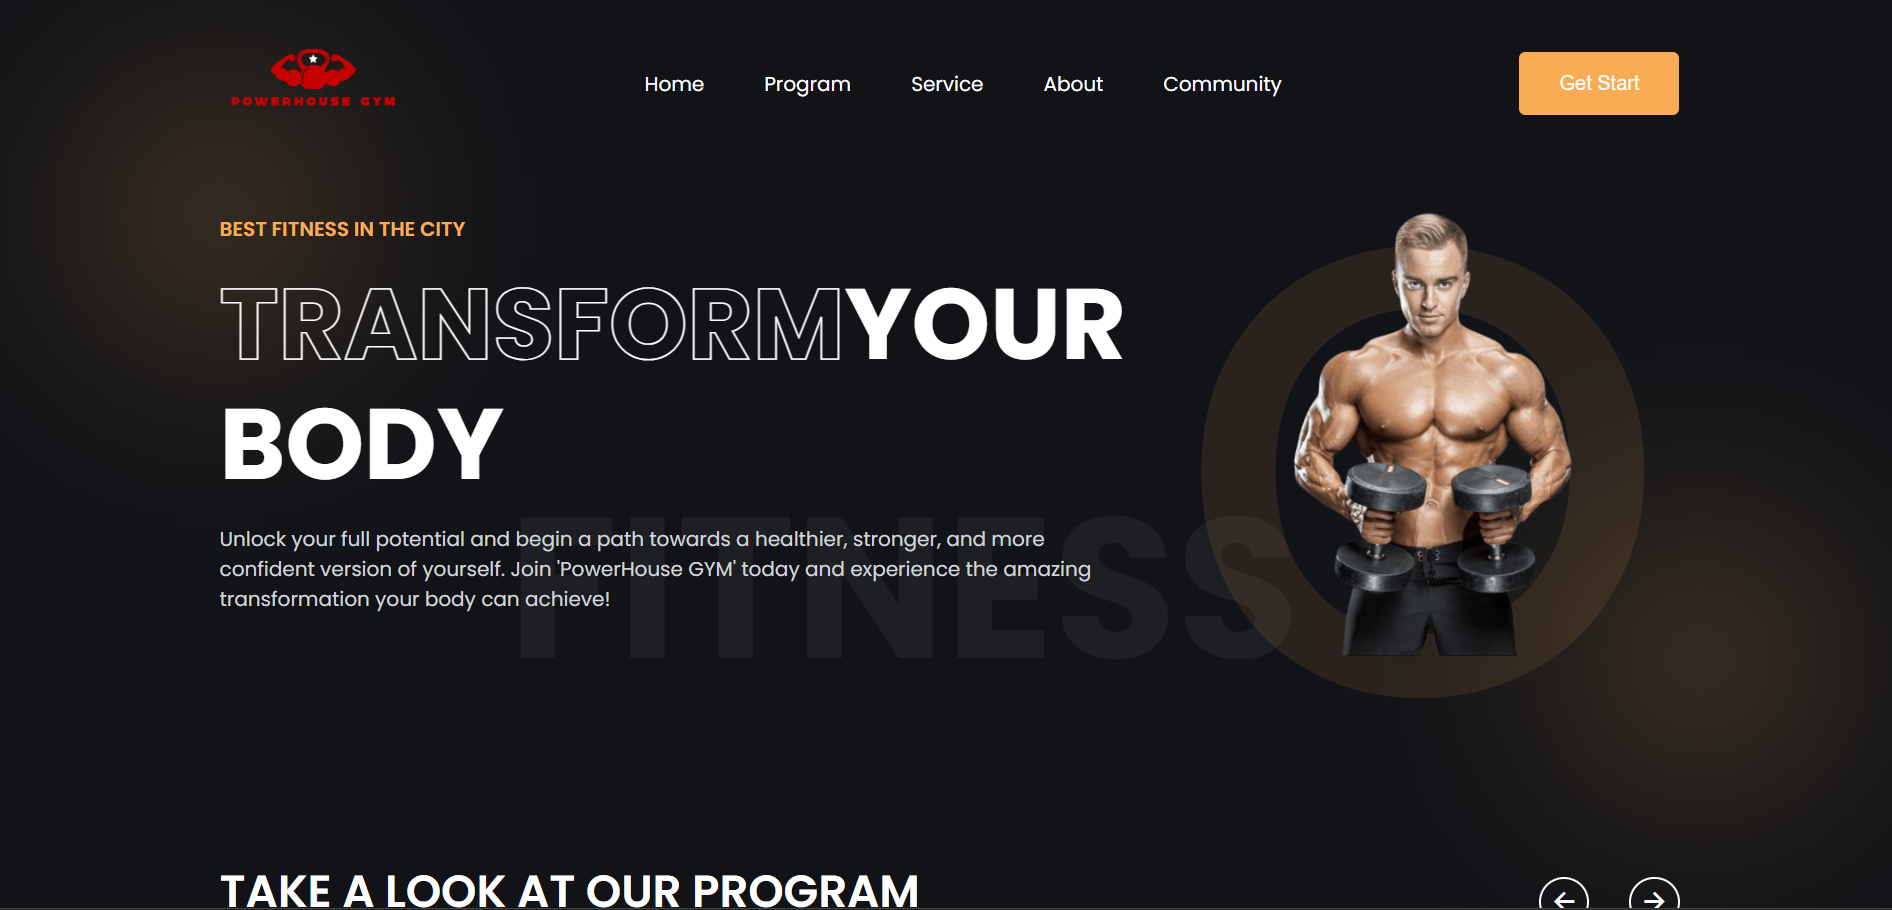 POWERHOUSE GYM
Home
Program
Service
About
Community
Get Start
BEST FITNESS IN THE CITY
TRANSFORMYOUR
BODY
FITNESS
Unlock your full potential and begin a path towards a healthier, stronger, and more
confident version of yourself. Join 'PowerHouse GYM' today and experience the amazing
transformation your body can achieve!
TAKE A LOOK AT OUR PROGRAM